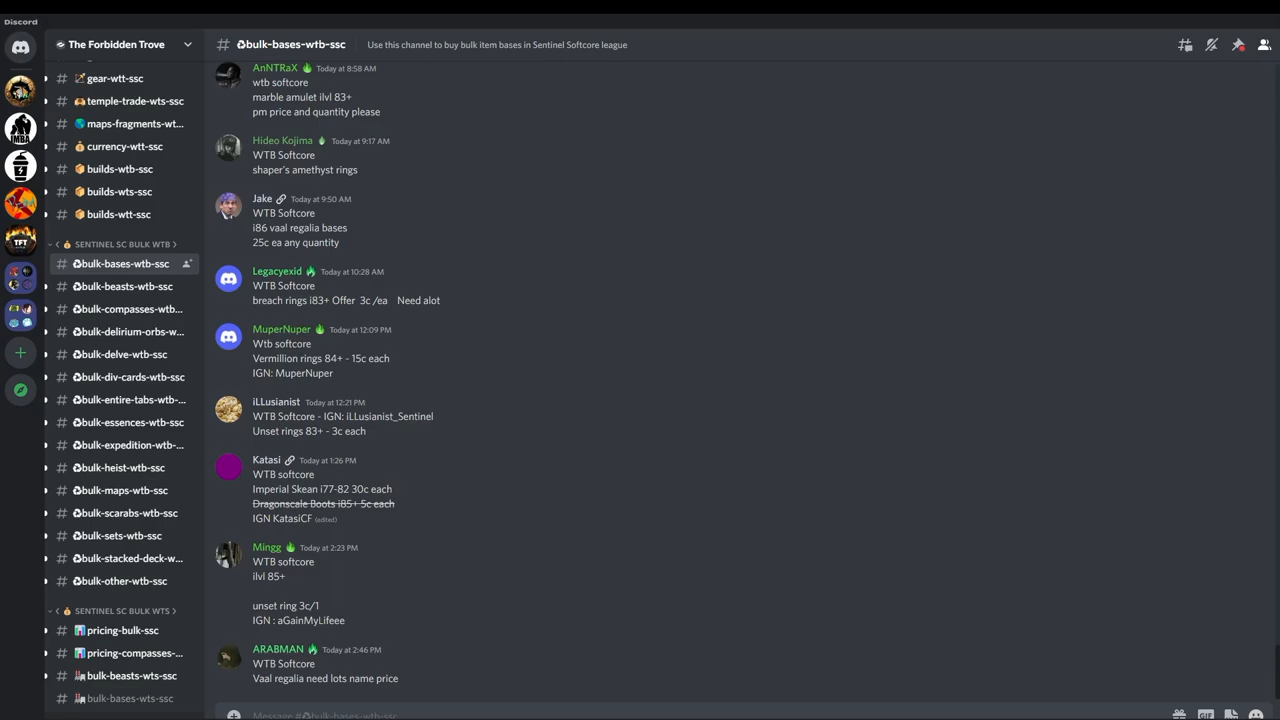 Discord
The Forbidden Trove
gear-wtt-ssc
temple-trade-wts-ssc
maps-fragments-wt...
currency-wtt-ssc
builds-wtb-ssc
builds-wts-ssc
builds-wtt-ssc
SENTINEL SC BULK WTB
bulk-bases-wtb-ssc
bulk-beasts-wtb-ssc
bulk-compasses-wtb...
bulk-delirium-orbs-w...
bulk-delve-wtb-ssc
bulk-div-cards-wtb-ssc
bulk-entire-tabs-wtb-...
bulk-essences-wtb-ssc
bulk-expedition-wtb-...
bulk-heist-wtb-ssc
bulk-maps-wtb-ssc
bulk-scarabs-wtb-ssc
bulk-sets-wtb-ssc
bulk-stacked-deck-w...
bulk-other-wtb-ssc
SENTINEL SC BULK WTS
pricing-bulk-ssc
pricing-compasses-...
bulk-beasts-wts-ssc
bulk-bases-wts-ssc
bulk-bases-wtb-ssc Use this channel to buy bulk item bases in Sentinel Softcore league
AnNTRaX Today at 8:58 AM
wtb softcore
marble amulet ilvl 83+
pm price and quantity please
Hideo Kojima Today at 9:17 AM
WTB Softcore
shaper's amethyst rings
Jake Today at 9:50 AM
WTB Softcore
i86 vaal regalia bases
25c ea any quantity
Legacyexid Today at 10:28 AM
WTB Softcore
breach rings i83+ Offer 3c /ea Need alot
MuperNuper Today at 12:09 PM
Wtb softcore
Vermillion rings 84+ - 15c each
IGN: MuperNuper
iLLusianist Today at 12:21 PM
WTB Softcore - IGN: iLLusianist_Sentinel
Unset rings 83+ - 3c each
Katasi Today at 1:26 PM
WTB softcore
Imperial Skean i77-82 30c each
Dragonscale Boots i85+ 5c each
IGN KatasiCF (edited)
Mingg Today at 2:23 PM
WTB softcore
ilvl 85+
unset ring 3c/1
IGN : aGainMyLifeee
ARABMAN Today at 2:46 PM
WTB Softcore
Vaal regalia need lots name price
Message #bulk-bases-wtb-ssc
GIF
TFT